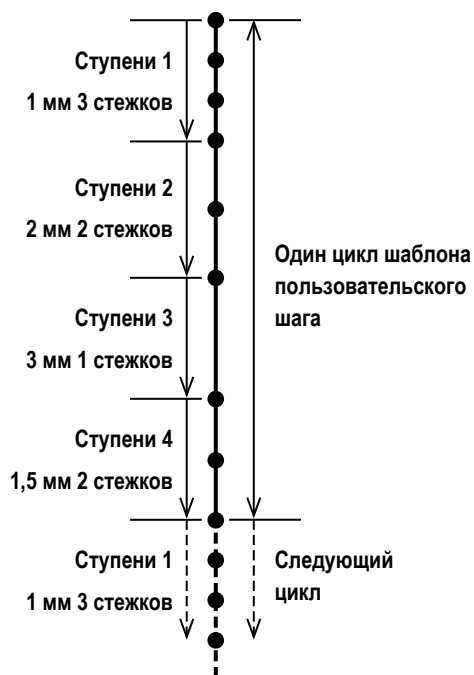 Ступени 1
1 мм 3 стежков
Ступени 2
2 мм 2 стежков
Один цикл шаблона
пользовательского
шага
Ступени 3
3 мм 1 стежков
Ступени 4
1,5 мм 2 стежков
Ступени 1
1 мм 3 стежков
Следующий
цикл